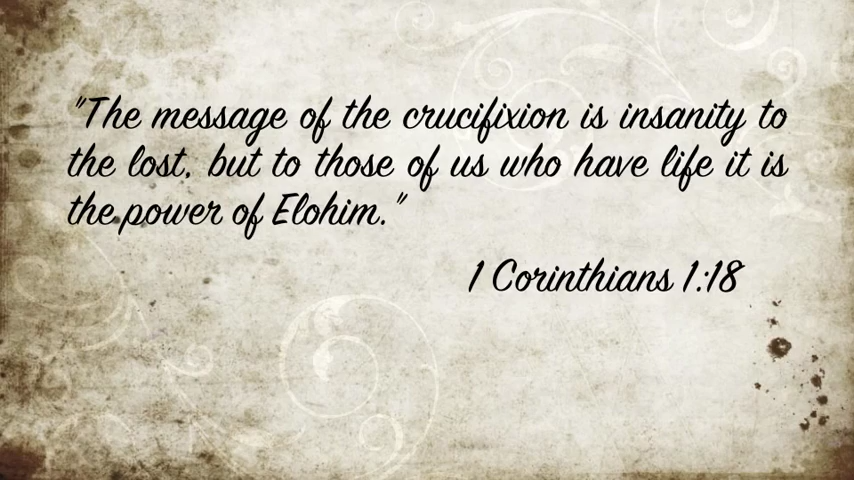 "The message of the crucifixion is insanity to
the lost, but to those of us who have life it is
the power of Elohim."
1 Corinthians 1:18